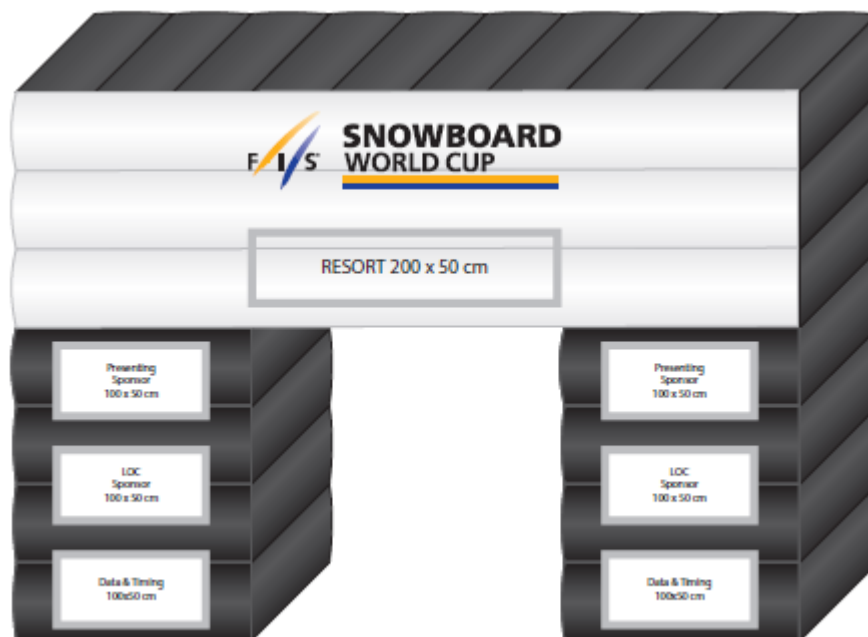 FIS
SNOWBOARD
WORLD CUP
RESORT 200 x 50 cm
Presenting
Sponsor
100 x 50 cm
Presenting
Sponsor
100 x 50 cm
LOC
Sponsor
100 x 50 cm
LOC
Sponsor
100 x 50 cm
Data & Timing
100x50 cm
Data & Timing
100x50 cm